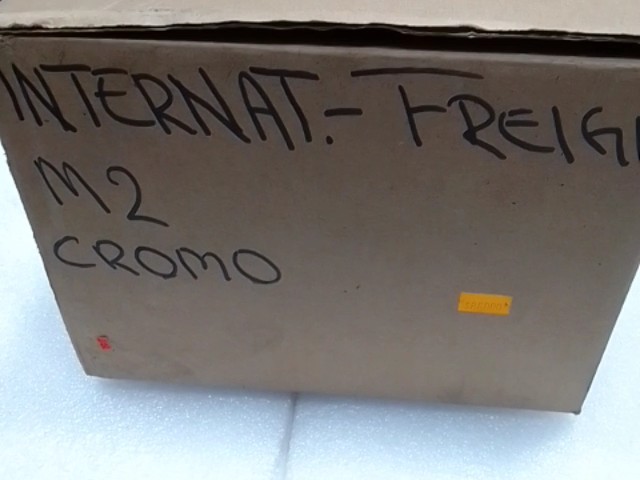 INTERNAT.- FREIG
M2
CROMO